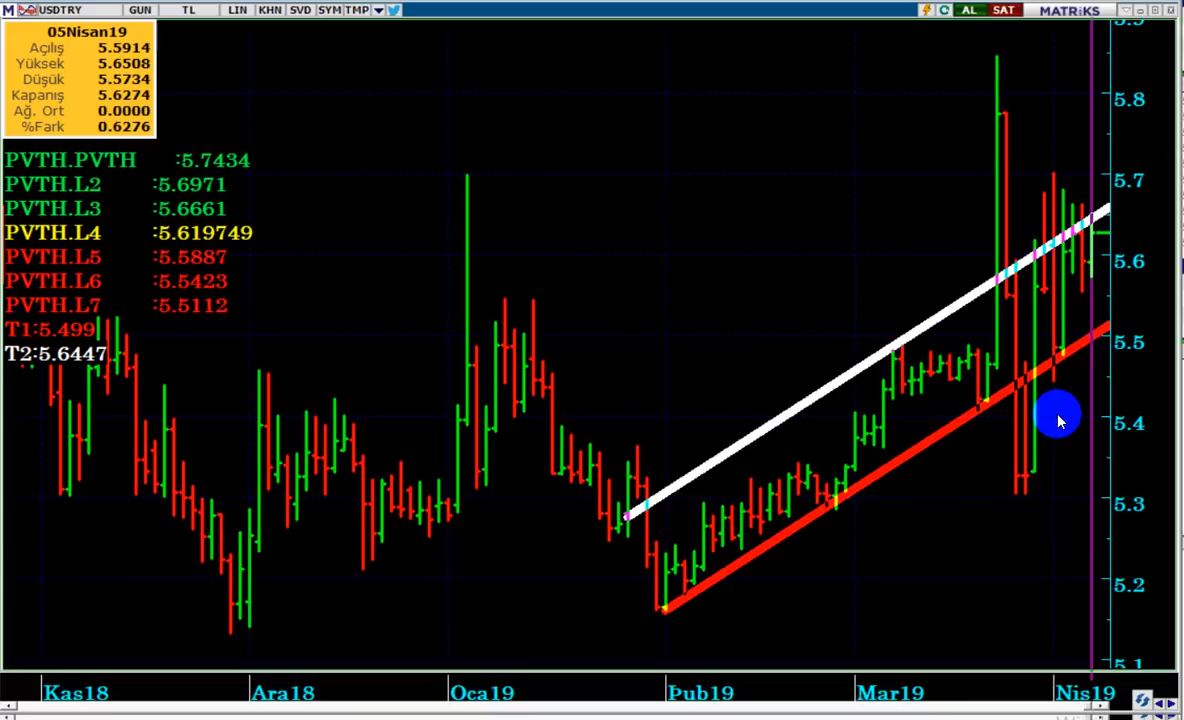 M USDTRY GUN TL LIN KHN SVD SYM TMP AL SAT MATRiKS
05Nisan19
Açılış 5.5914
Yüksek 5.6508
Düşük 5.5734
Kapanış 5.6274
Ağ. Ort 0.0000
%Fark 0.6276
PVTH.PVTH :5.7434
PVTH.L2 :5.6971
PVTH.L3 :5.6661
PVTH.L4 :5.619749
PVTH.L5 :5.5887
PVTH.L6 :5.5423
PVTH.L7 :5.5112
T1:5.499
T2:5.6447
5.9
5.8
5.7
5.6
5.5
5.4
5.3
5.2
5.1
Kas18 Ara18 Oca19 Þub19 Mar19 Nis19